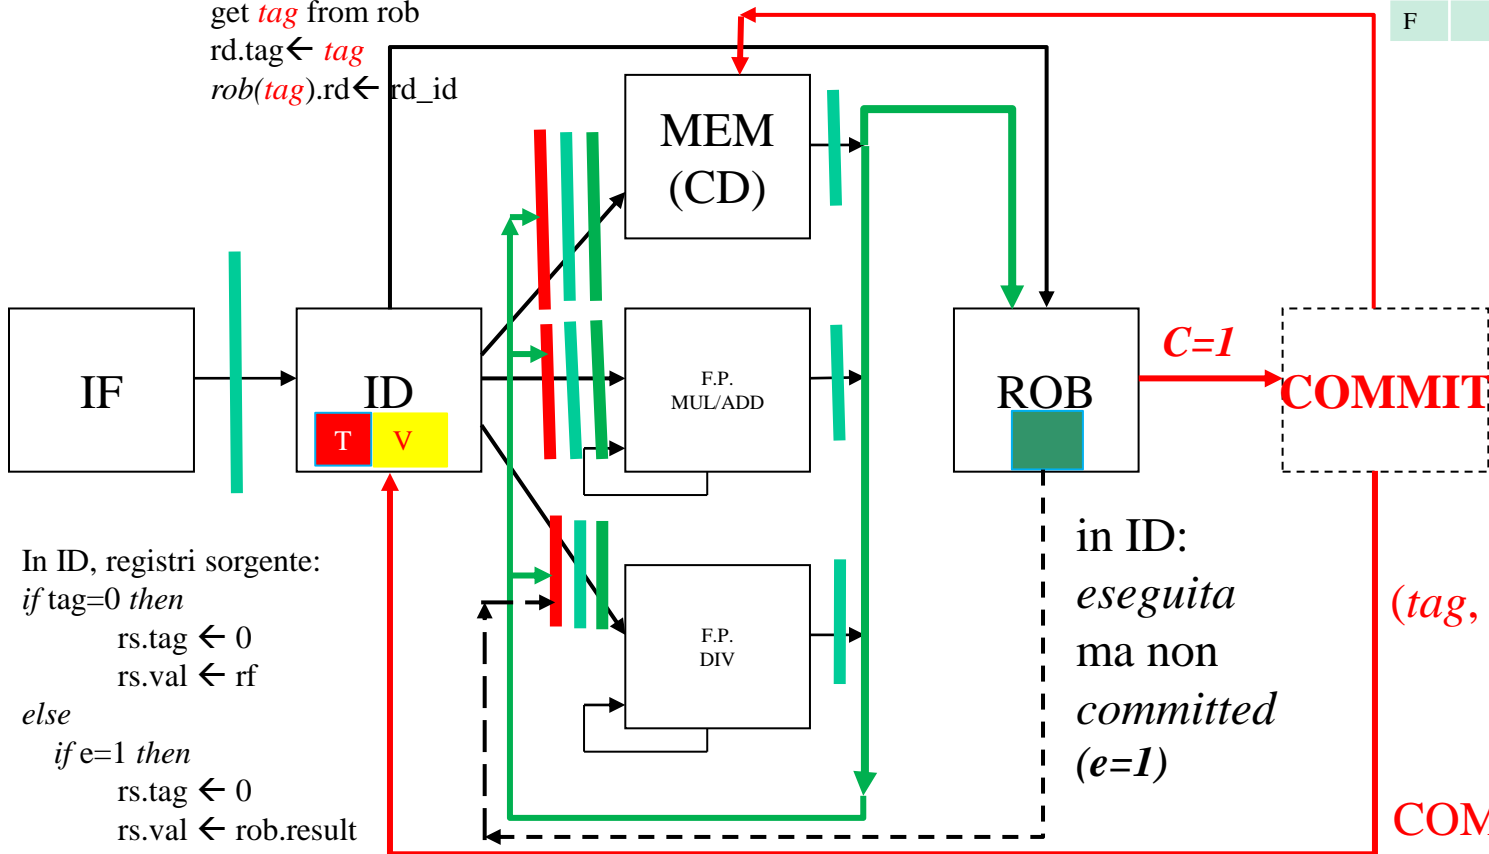 get tag from rob
rd.tag← tag
rob(tag).rd← rd_id
F
MEM
(CD)
IF
ID
T V
F.P.
MUL/ADD
ROB
C=1
COMMIT
In ID, registri sorgente:
if tag=0 then
rs.tag ← 0
rs.val ← rf
else
if e=1 then
rs.tag ← 0
rs.val ← rob.result
F.P.
DIV
in ID:
eseguita
ma non
committed
(e=1)
(tag,
COM